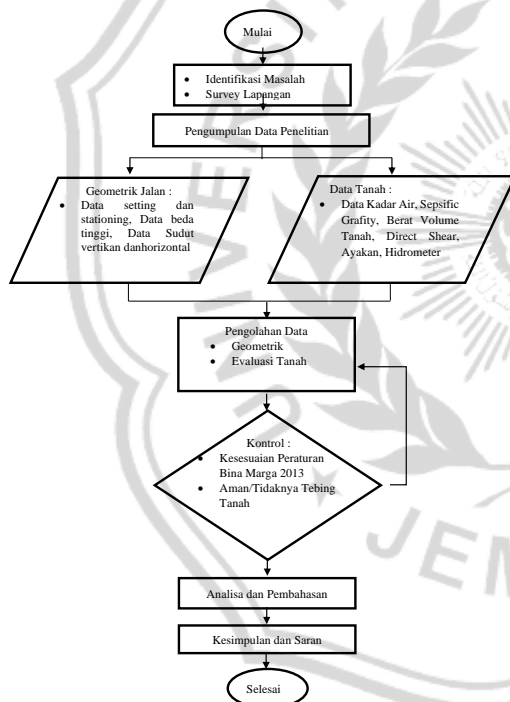 Mulai
• Identifikasi Masalah
• Survey Lapangan
Pengumpulan Data Penelitian
Geometrik Jalan :
• Data setting dan
stationing, Data beda
tinggi, Data Sudut
vertikan danhorizontal
Data Tanah :
• Data Kadar Air, Sepsific
Grafity, Berat Volume
Tanah, Direct Shear,
Ayakan, Hidrometer
Pengolahan Data
• Geometrik
• Evaluasi Tanah
Kontrol :
• Kesesuaian Peraturan
Bina Marga 2013
• Aman/Tidaknya Tebing
Tanah
Analisa dan Pembahasan
Kesimpulan dan Saran
Selesai